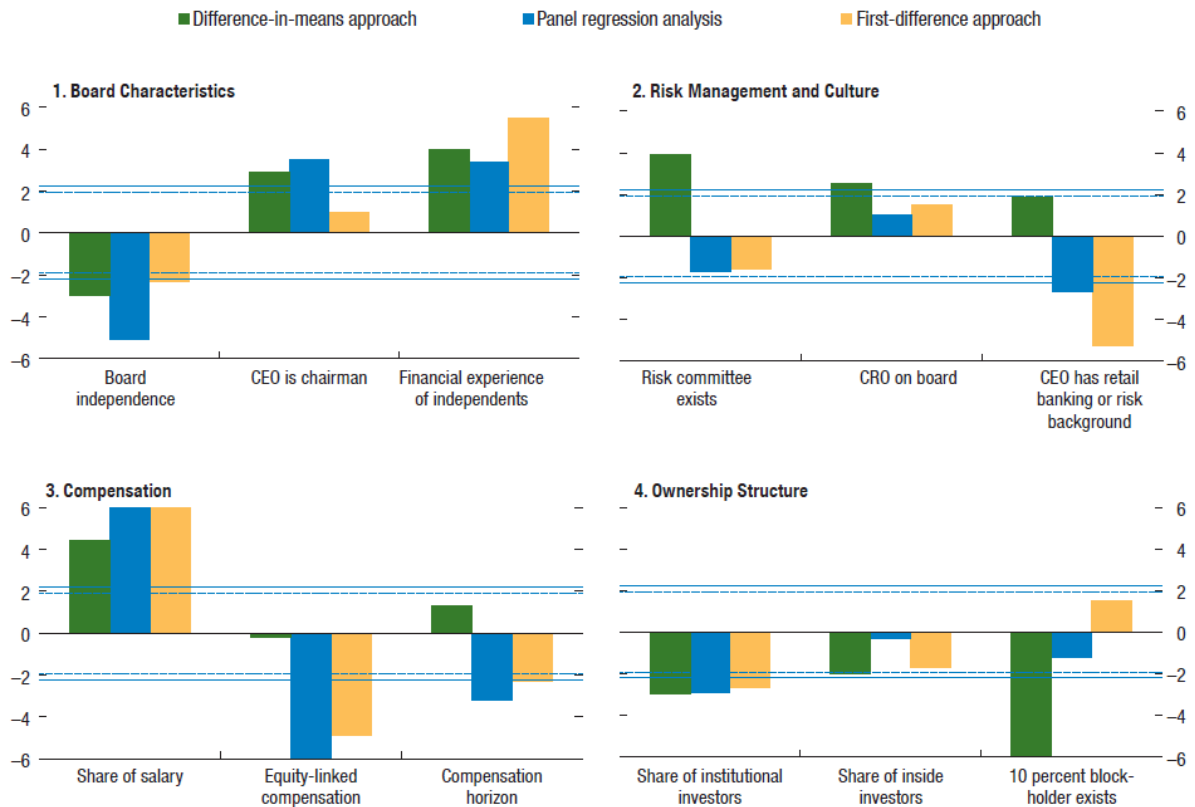 Difference-in-means approach
Panel regression analysis
First-difference approach
1. Board Characteristics
6
4
2
0
–2
–4
–6
Board
independence
CEO is chairman
Financial experience
of independents
2. Risk Management and Culture
6
4
2
0
–2
–4
–6
Risk committee
exists
CRO on board
CEO has retail
banking or risk
background
3. Compensation
6
4
2
0
–2
–4
–6
Share of salary
Equity-linked
compensation
Compensation
horizon
4. Ownership Structure
6
4
2
0
–2
–4
–6
Share of institutional
investors
Share of inside
investors
10 percent block-
holder exists